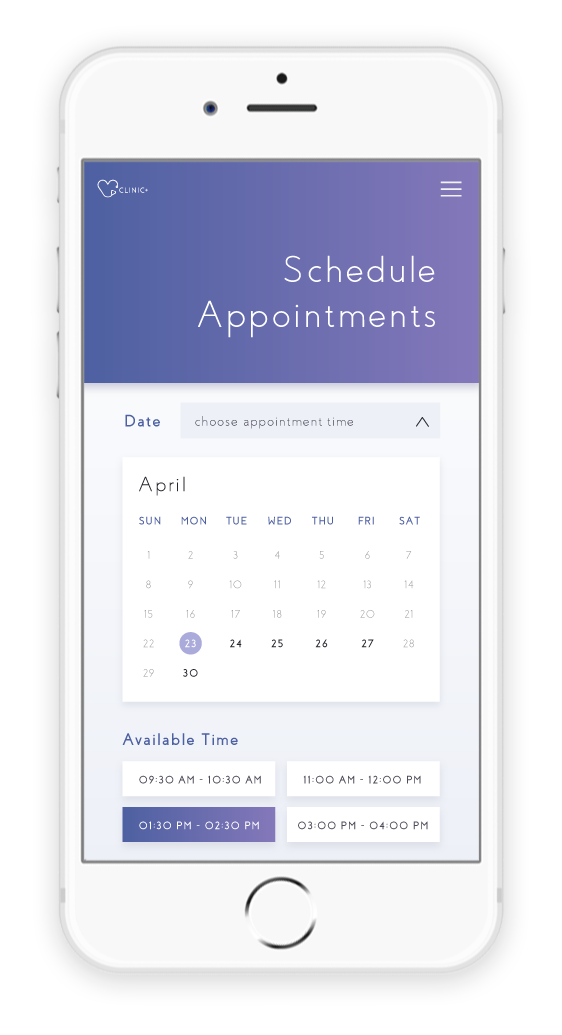 CLINIC+
Schedule
Appointments
Date choose appointment time
April
SUN MON TUE WED THU FRI SAT
1 2 3 4 5 6 7
8 9 10 11 12 13 14
15 16 17 18 19 20 21
22 23 24 25 26 27 28
29 30
Available Time
09:30 AM - 10:30 AM 11:00 AM - 12:00 PM
01:30 PM - 02:30 PM 03:00 PM - 04:00 PM